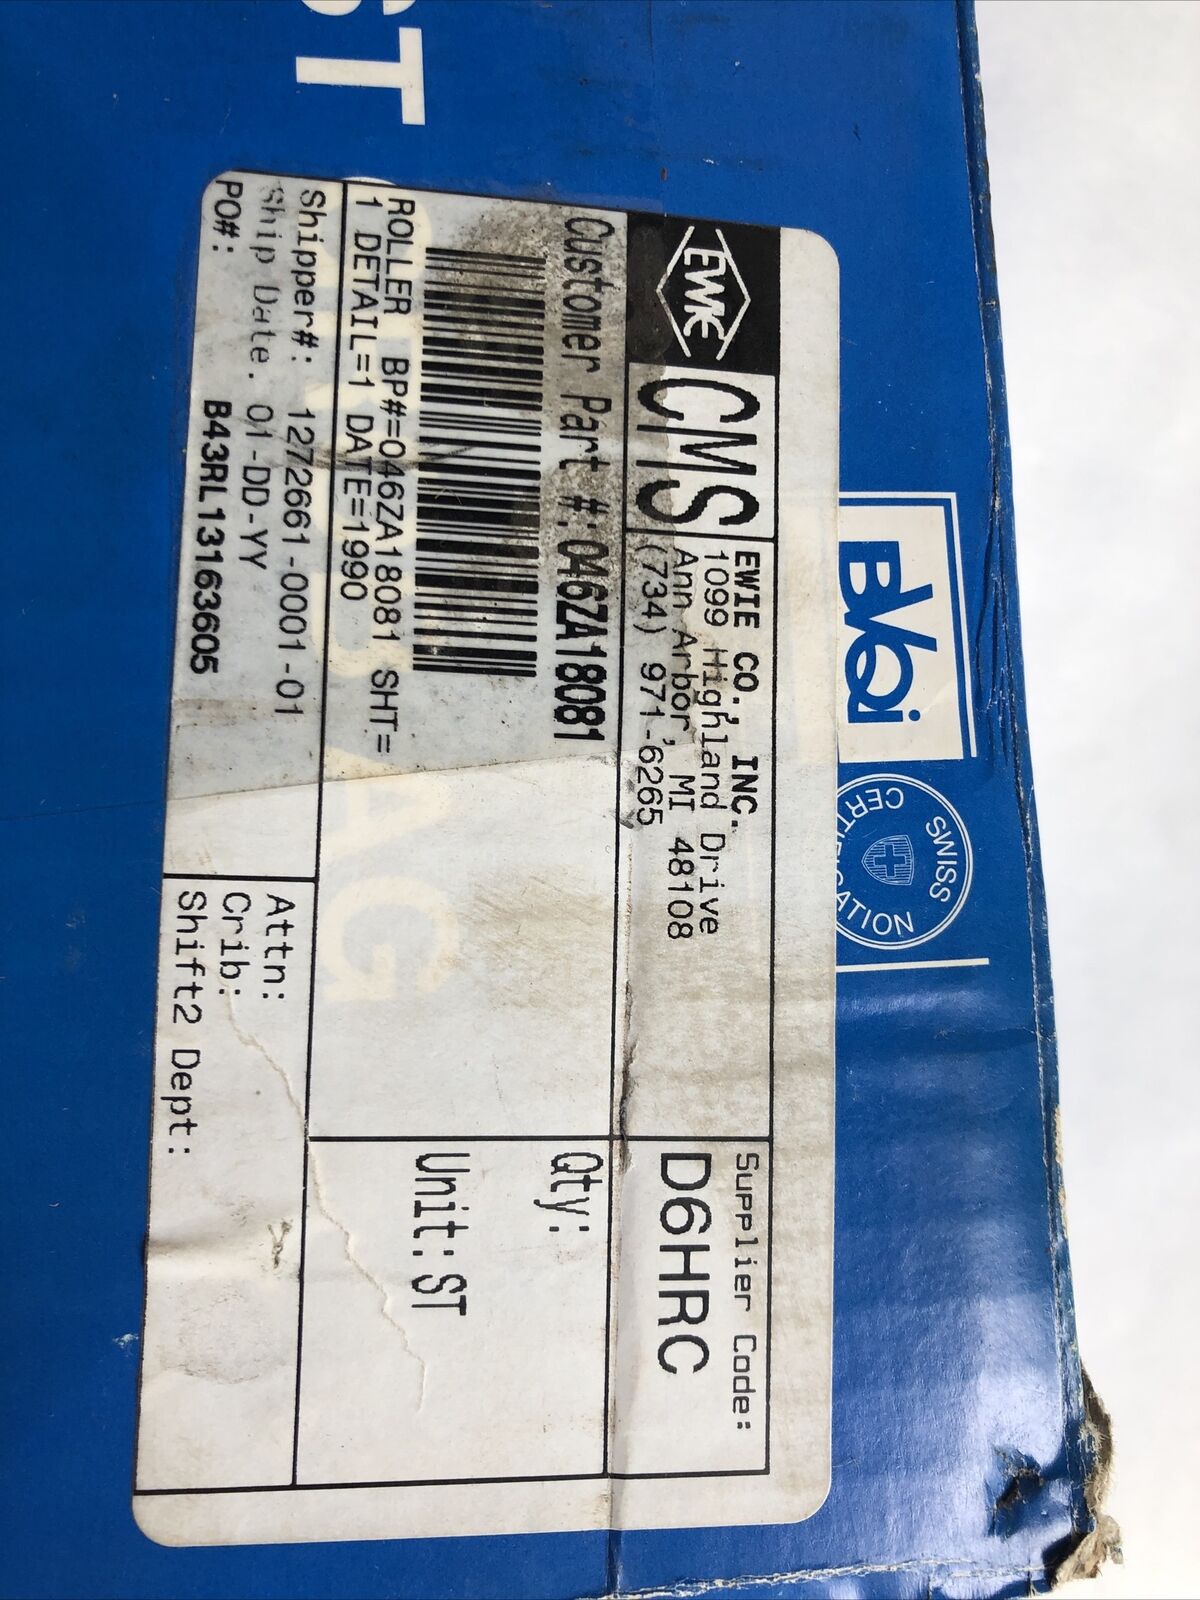 ST
EWIE
CMS
EWIE CO., INC.
1099 Highland Drive
Ann Arbor, MI 48108
(734) 971-6265
Supplier Code:
D6HRC
Customer Part #:046ZA18081
Qty:
Unit: ST
ROLLER BP#=046ZA18081 SHT=
1 DETAIL=1 DATE=1990
Shipper#: 1272661-0001-01
Ship Date. 01-DD-YY
PO#: B43RL13163605
Attn:
Crib:
Shift2 Dept:
BVQi
SWISS
CERTIFICATION
AG